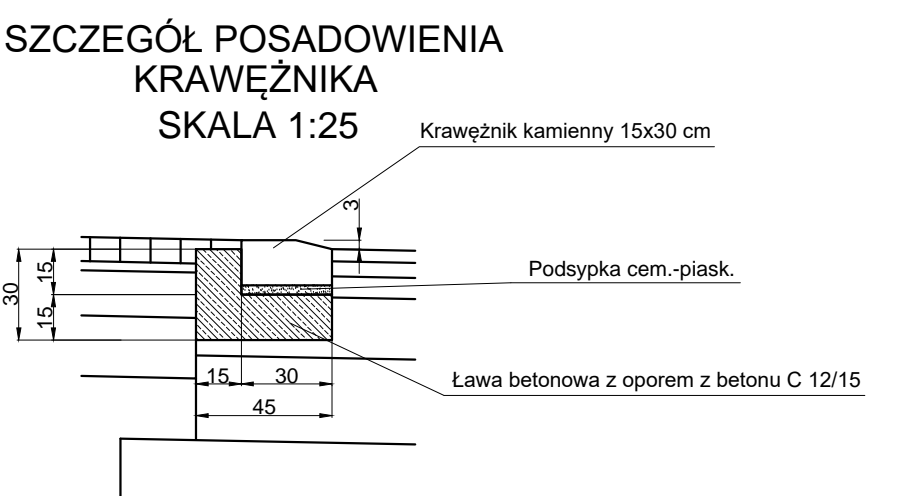 SZCZEGÓŁ POSADOWIENIA
KRAWĘŻNIKA
SKALA 1:25
Krawężnik kamienny 15x30 cm
3
Podsypka cem.-piask.
30
15
15
15
30
45
Ława betonowa z oporem z betonu C 12/15